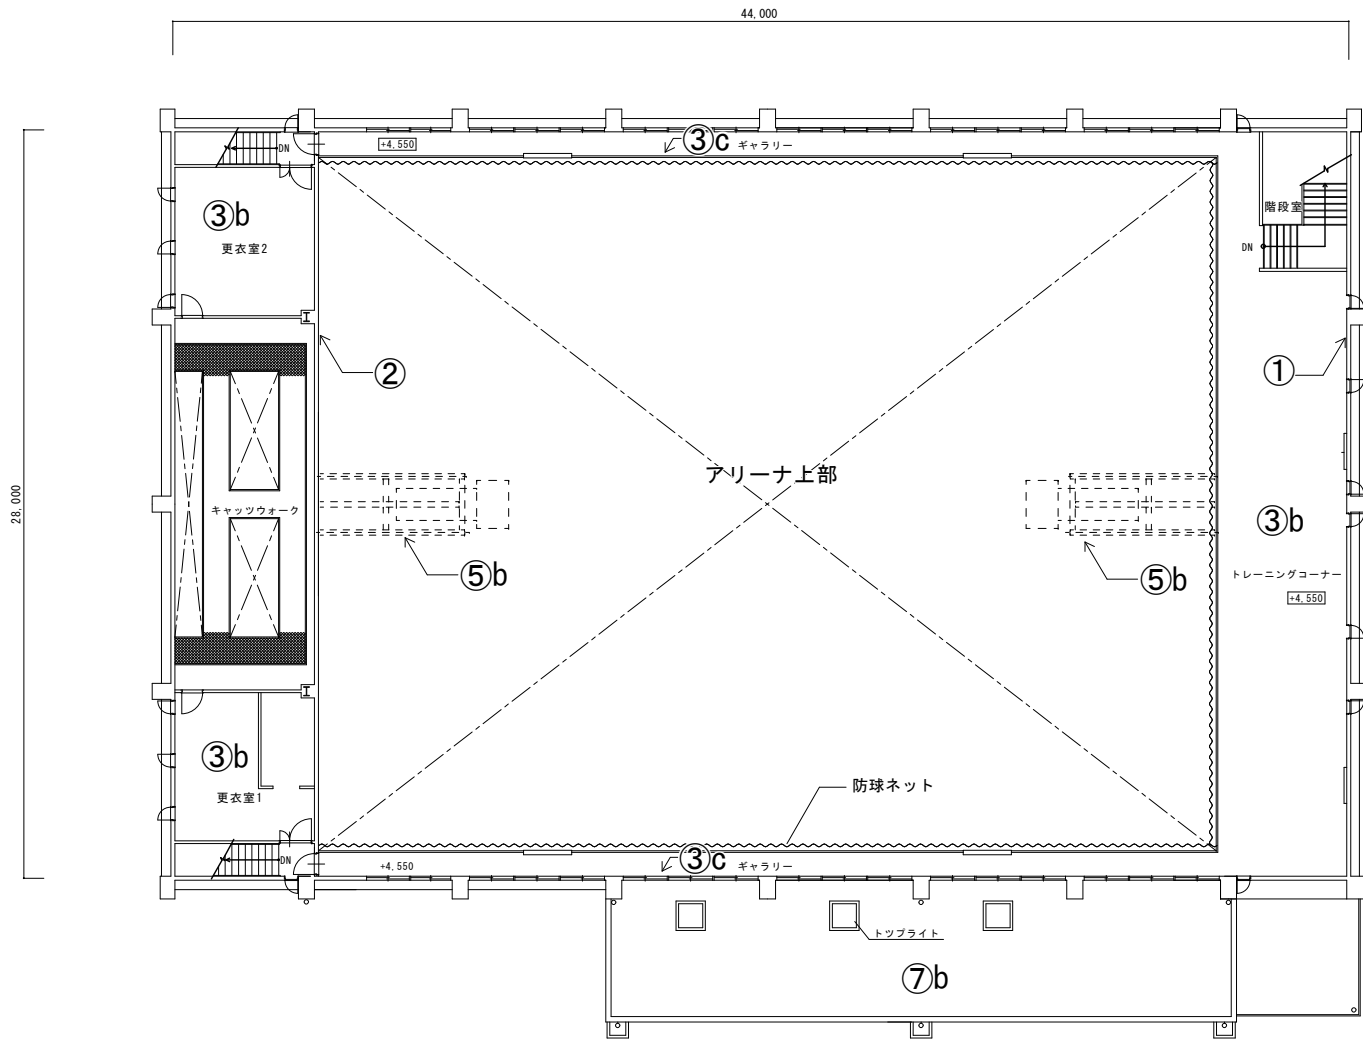 44,000
28,000
+4,550
③c
ギャラリー
DN
③b
更衣室2
階段室
DN
②
①
アリーナ上部
キャッツウォーク
⑤b
⑤b
③b
トレーニングコーナー
+4,550
③b
更衣室1
防球ネット
DN
+4,550
③c
ギャラリー
トツプライト
⑦b